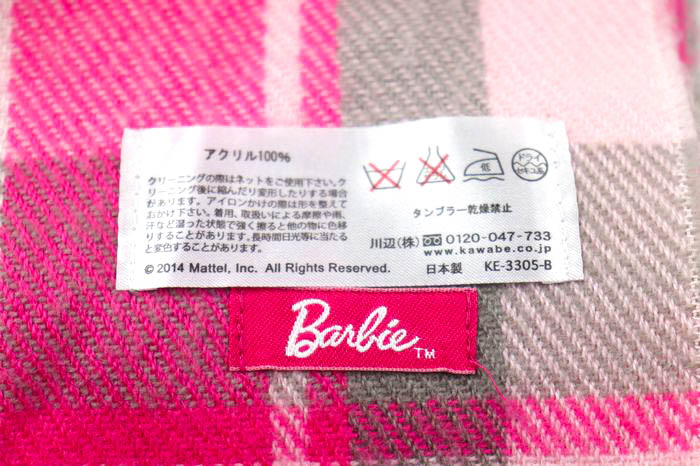 アクリル100%
クリーニングの際はネットをご使用下さい。ク
リーニング後に縮んだり変形したりする場合
があります。アイロンかけの際は形を整えて
おかけ下さい。着用、取扱いによる摩擦や雨、
汗など湿った状態で強く擦ると他の物に色移
りすることがあります。長時間日光等に当たる
と変色することがあります。
© 2014 Mattel, Inc. All Rights Reserved.
低
ドライ
セキユ系
タンブラー乾燥禁止
川辺(株) 0120-047-733
www.kawabe.co.jp
日本製 KE-3305-B
Barbie™